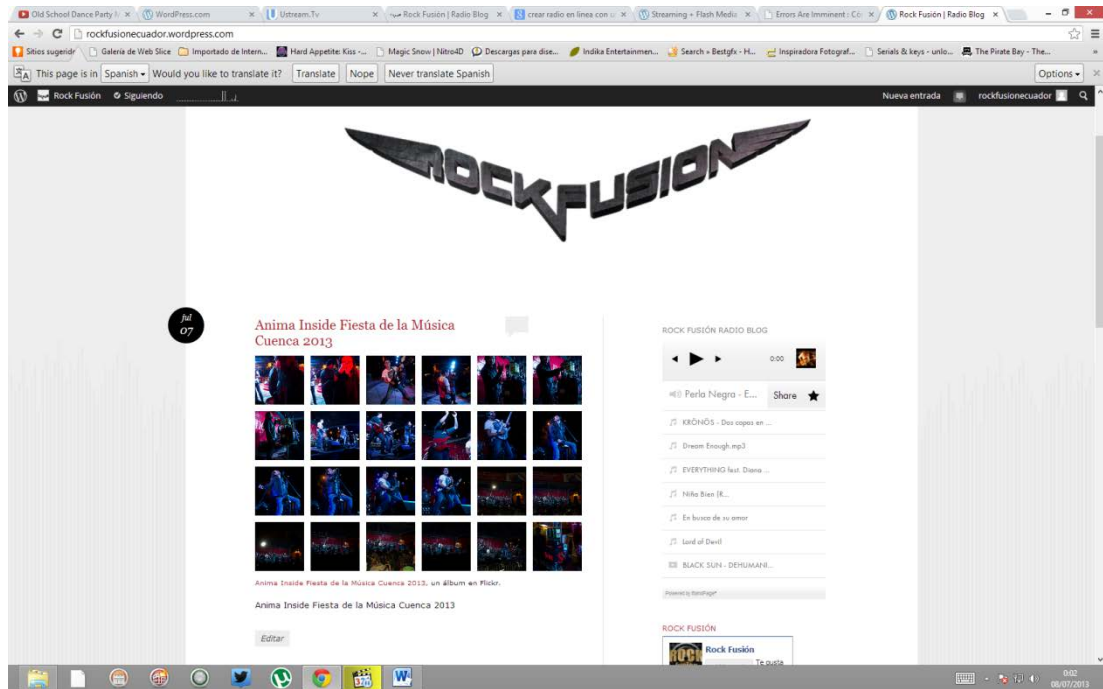 Old School Dance Party
WordPress.com
Ustream.Tv
Rock Fusión | Radio Blog
crear radio en linea con u
Streaming + Flash Media
Errors Are Imminent : Có
Rock Fusión | Radio Blog
rockfusionecuador.wordpress.com
Sitios sugerid
Galería de Web Slice
Importado de Intern...
Hard Appetite: Kiss -...
Magic Snow | Nitro4D
Descargas para dise...
Indika Entertainmen...
Search » Bestgfx - H...
Inspiradora Fotograf...
Serials & keys - unlo...
The Pirate Bay - The...
This page is in Spanish Would you like to translate it? Translate Nope Never translate Spanish Options
Rock Fusión Siguiendo Nueva entrada rockfusionecuador
ROCKFUSION
jul
07
Anima Inside Fiesta de la Música
Cuenca 2013
Anima Inside Fiesta de la Música Cuenca 2013, un álbum en Flickr.
Anima Inside Fiesta de la Música Cuenca 2013
Editar
ROCK FUSIÓN RADIO BLOG
0:00
Perla Negra - E... Share
KRÖNÖS - Dos copas en ...
Dream Enough.mp3
EVERYTHING feat. Diana ...
Niña Bien [R...
En busca de su amor
Lord of Devil
BLACK SUN - DEHUMANI...
Powered by BandPage
ROCK FUSIÓN
ROCK
Rock Fusión
Te gusta
0:02
08/07/2013